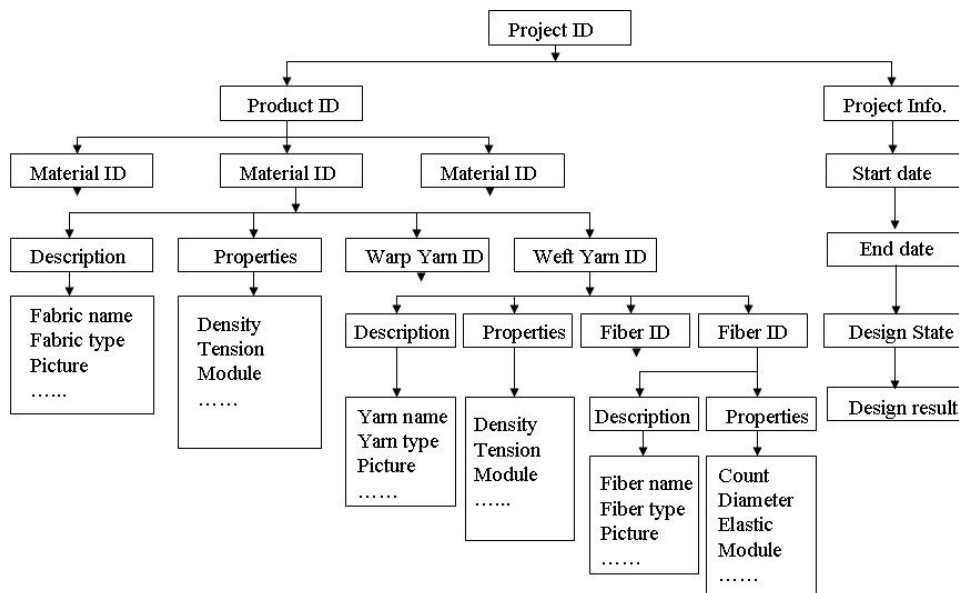 Project ID
Product ID
Project Info.
Material ID
Material ID
Material ID
Start date
Description
Properties
Warp Yarn ID
Weft Yarn ID
End date
Fabric name
Fabric type
Picture
…...
Density
Tension
Module
……
Description
Properties
Fiber ID
Fiber ID
Design State
Yarn name
Yarn type
Picture
……
Density
Tension
Module
…...
Description
Properties
Design result
Fiber name
Fiber type
Picture
……
Count
Diameter
Elastic
Module
……